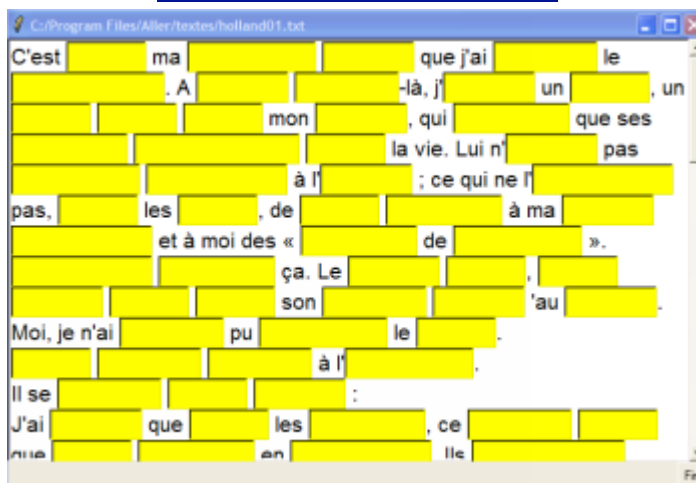 C:/Program Files/Aller/textes/holland01.txt
C'est ma que j'ai le
. A -là, j' un , un
mon , qui que ses
la vie. Lui n' pas
à l' ; ce qui ne l'
pas, les , de à ma
et à moi des « de ».
ça. Le , 
son 'au .
Moi, je n'ai pu le .
à l' .
Il se :
J'ai que les , ce
que en . Ils